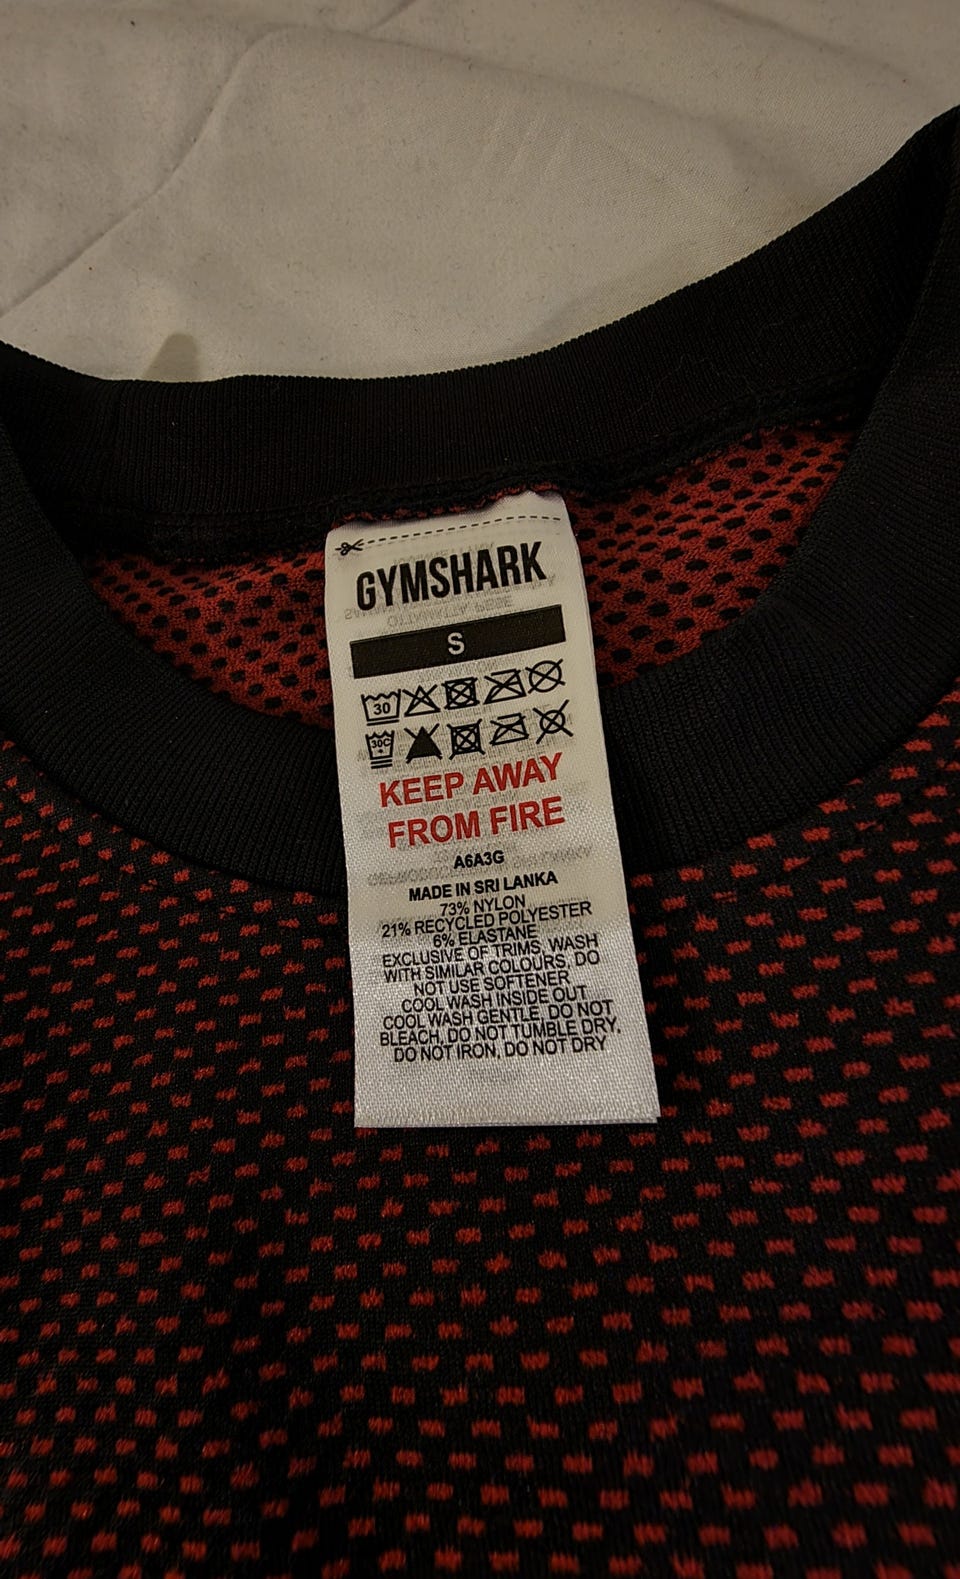 GYMSHARK
S
30
30C
KEEP AWAY
FROM FIRE
A6A3G
MADE IN SRI LANKA
73% NYLON
21% RECYCLED POLYESTER
6% ELASTANE
EXCLUSIVE OF TRIMS, WASH
WITH SIMILAR COLOURS, DO
NOT USE SOFTENER
COOL WASH INSIDE OUT
COOL WASH GENTLE, DO NOT
BLEACH, DO NOT TUMBLE DRY,
DO NOT IRON, DO NOT DRY